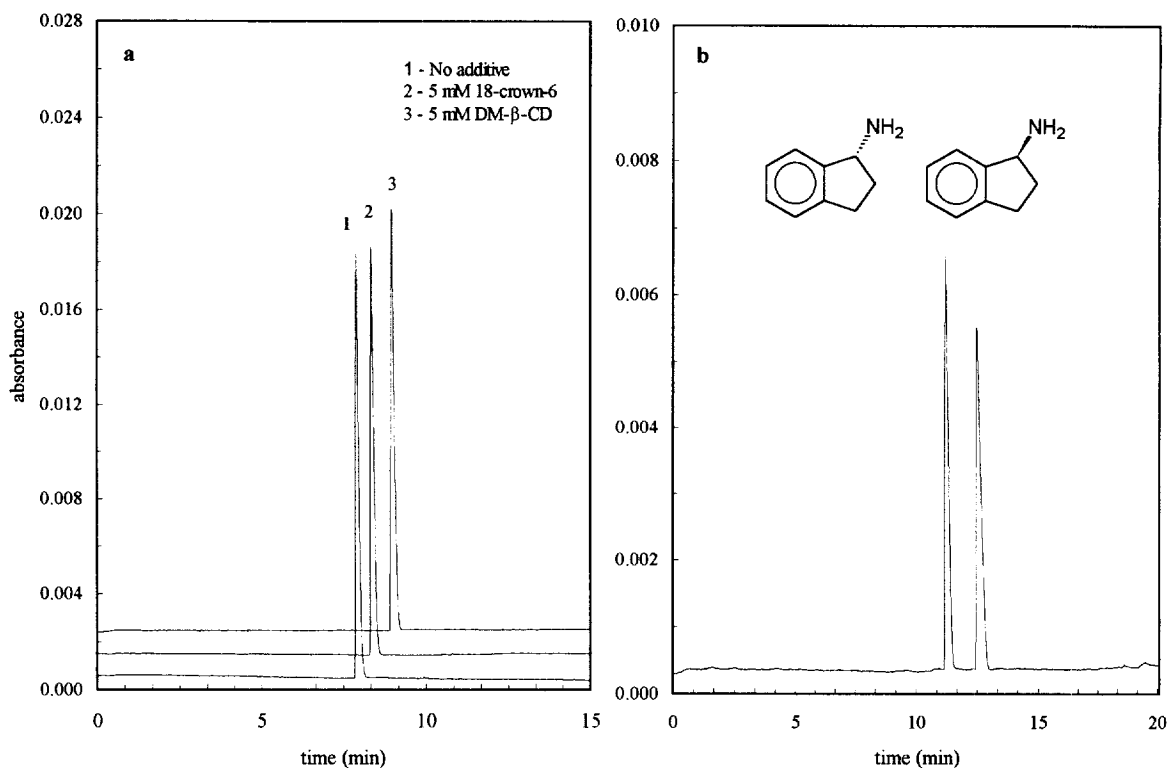 a
1 - No additive
2 - 5 mM 18-crown-6
3 - 5 mM DM-β-CD
1
2
3
absorbance
0.028
0.024
0.020
0.016
0.012
0.008
0.004
0.000
0
5
10
15
time (min)
b
NH2
NH2
0.010
0.008
0.006
0.004
0.002
0.000
0
5
10
15
20
time (min)